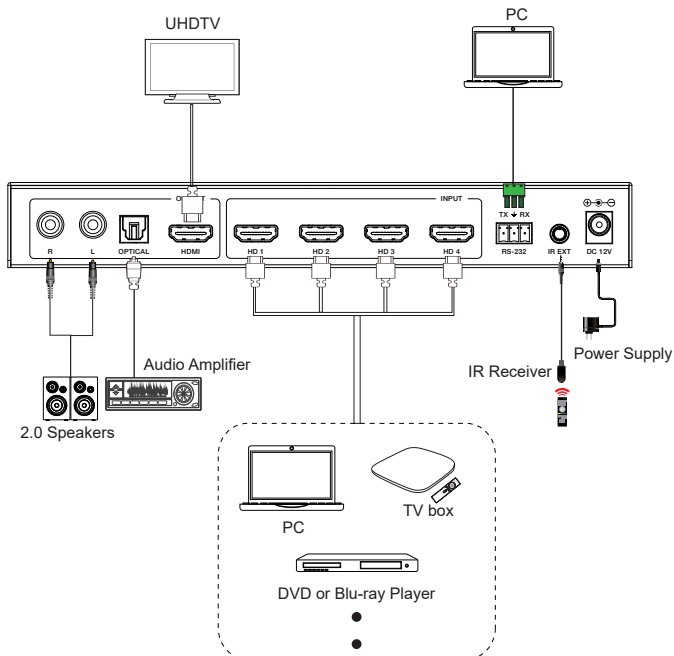 UHDTV
PC
INPUT
TX RX
R L OPTICAL HDMI HD 1 HD 2 HD 3 HD 4 RS-232 IR EXT DC 12V
Audio Amplifier
IR Receiver
Power Supply
2.0 Speakers
PC
TV box
DVD or Blu-ray Player